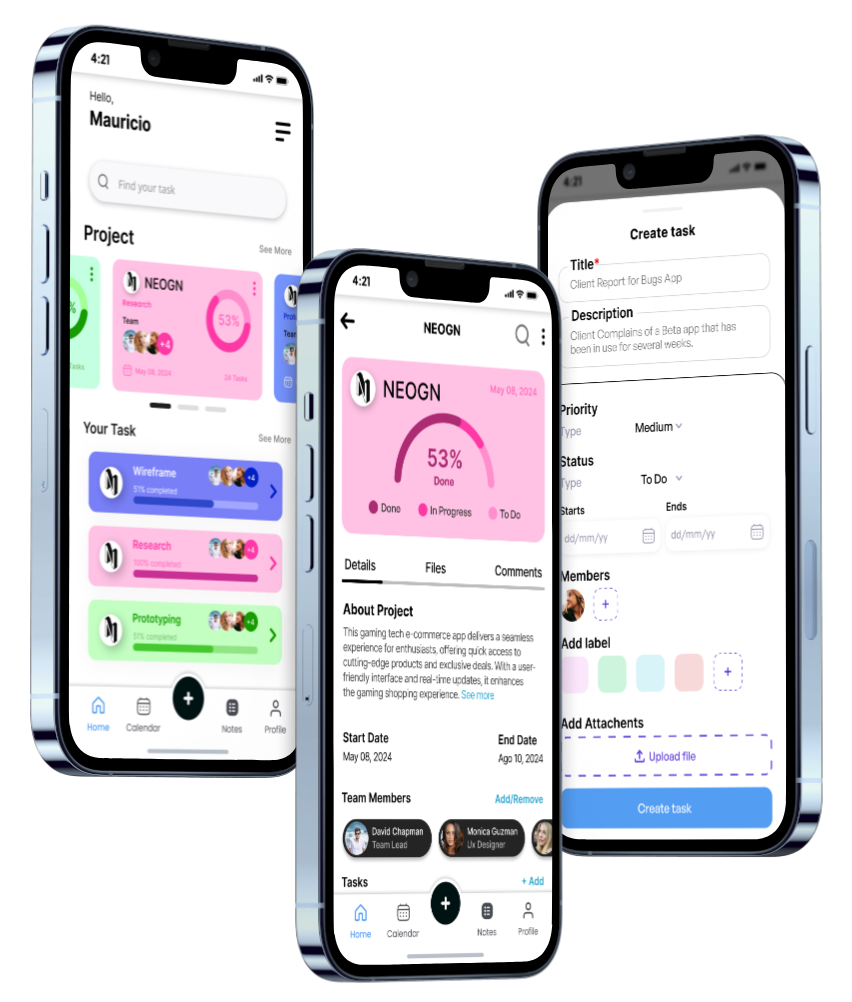 4:21
Hello,
Mauricio
Find your task
Project
See More
%
Tasks
NEOGN
Research
Team
+4
May 08, 2024
53%
24 Tasks
Your Task
See More
Wireframe
+4
51% completed
Research
+4
100% completed
Prototyping
+4
51% completed
Home
Calendar
+
Notes
Profile
4:21
NEOGN
NEOGN
May 08, 2024
53%
Done
Done
In Progress
To Do
Details
Files
Comments
About Project
This gaming tech e-commerce app delivers a seamless
experience for enthusiasts, offering quick access to
cutting-edge products and exclusive deals. With a user-
friendly interface and real-time updates, it enhances
the gaming shopping experience. See more
Start Date
End Date
May 08, 2024
Ago 10, 2024
Team Members
Add/Remove
David Chapman
Team Lead
Monica Guzman
Ux Designer
Tasks
+ Add
Home
Calendar
+
Notes
Profile
4:21
Create task
Title*
Client Report for Bugs App
Description
Client Complains of a Beta app that has
been in use for several weeks.
Priority
Type
Medium
Status
Type
To Do
Starts
Ends
dd/mm/yy
dd/mm/yy
Members
+
Add label
+
Add Attachents
Upload file
Create task